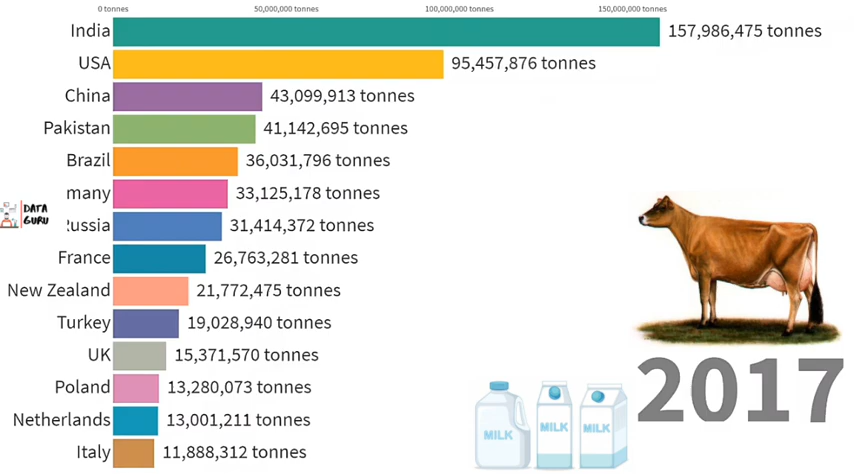 0 tonnes 50,000,000 tonnes 100,000,000 tonnes 150,000,000 tonnes
India 157,986,475 tonnes
USA 95,457,876 tonnes
China 43,099,913 tonnes
Pakistan 41,142,695 tonnes
Brazil 36,031,796 tonnes
many 33,125,178 tonnes
DATA
GURU
ussia 31,414,372 tonnes
France 26,763,281 tonnes
New Zealand 21,772,475 tonnes
Turkey 19,028,940 tonnes
UK 15,371,570 tonnes
Poland 13,280,073 tonnes
Netherlands 13,001,211 tonnes
Italy 11,888,312 tonnes
2017
MILK MILK MILK